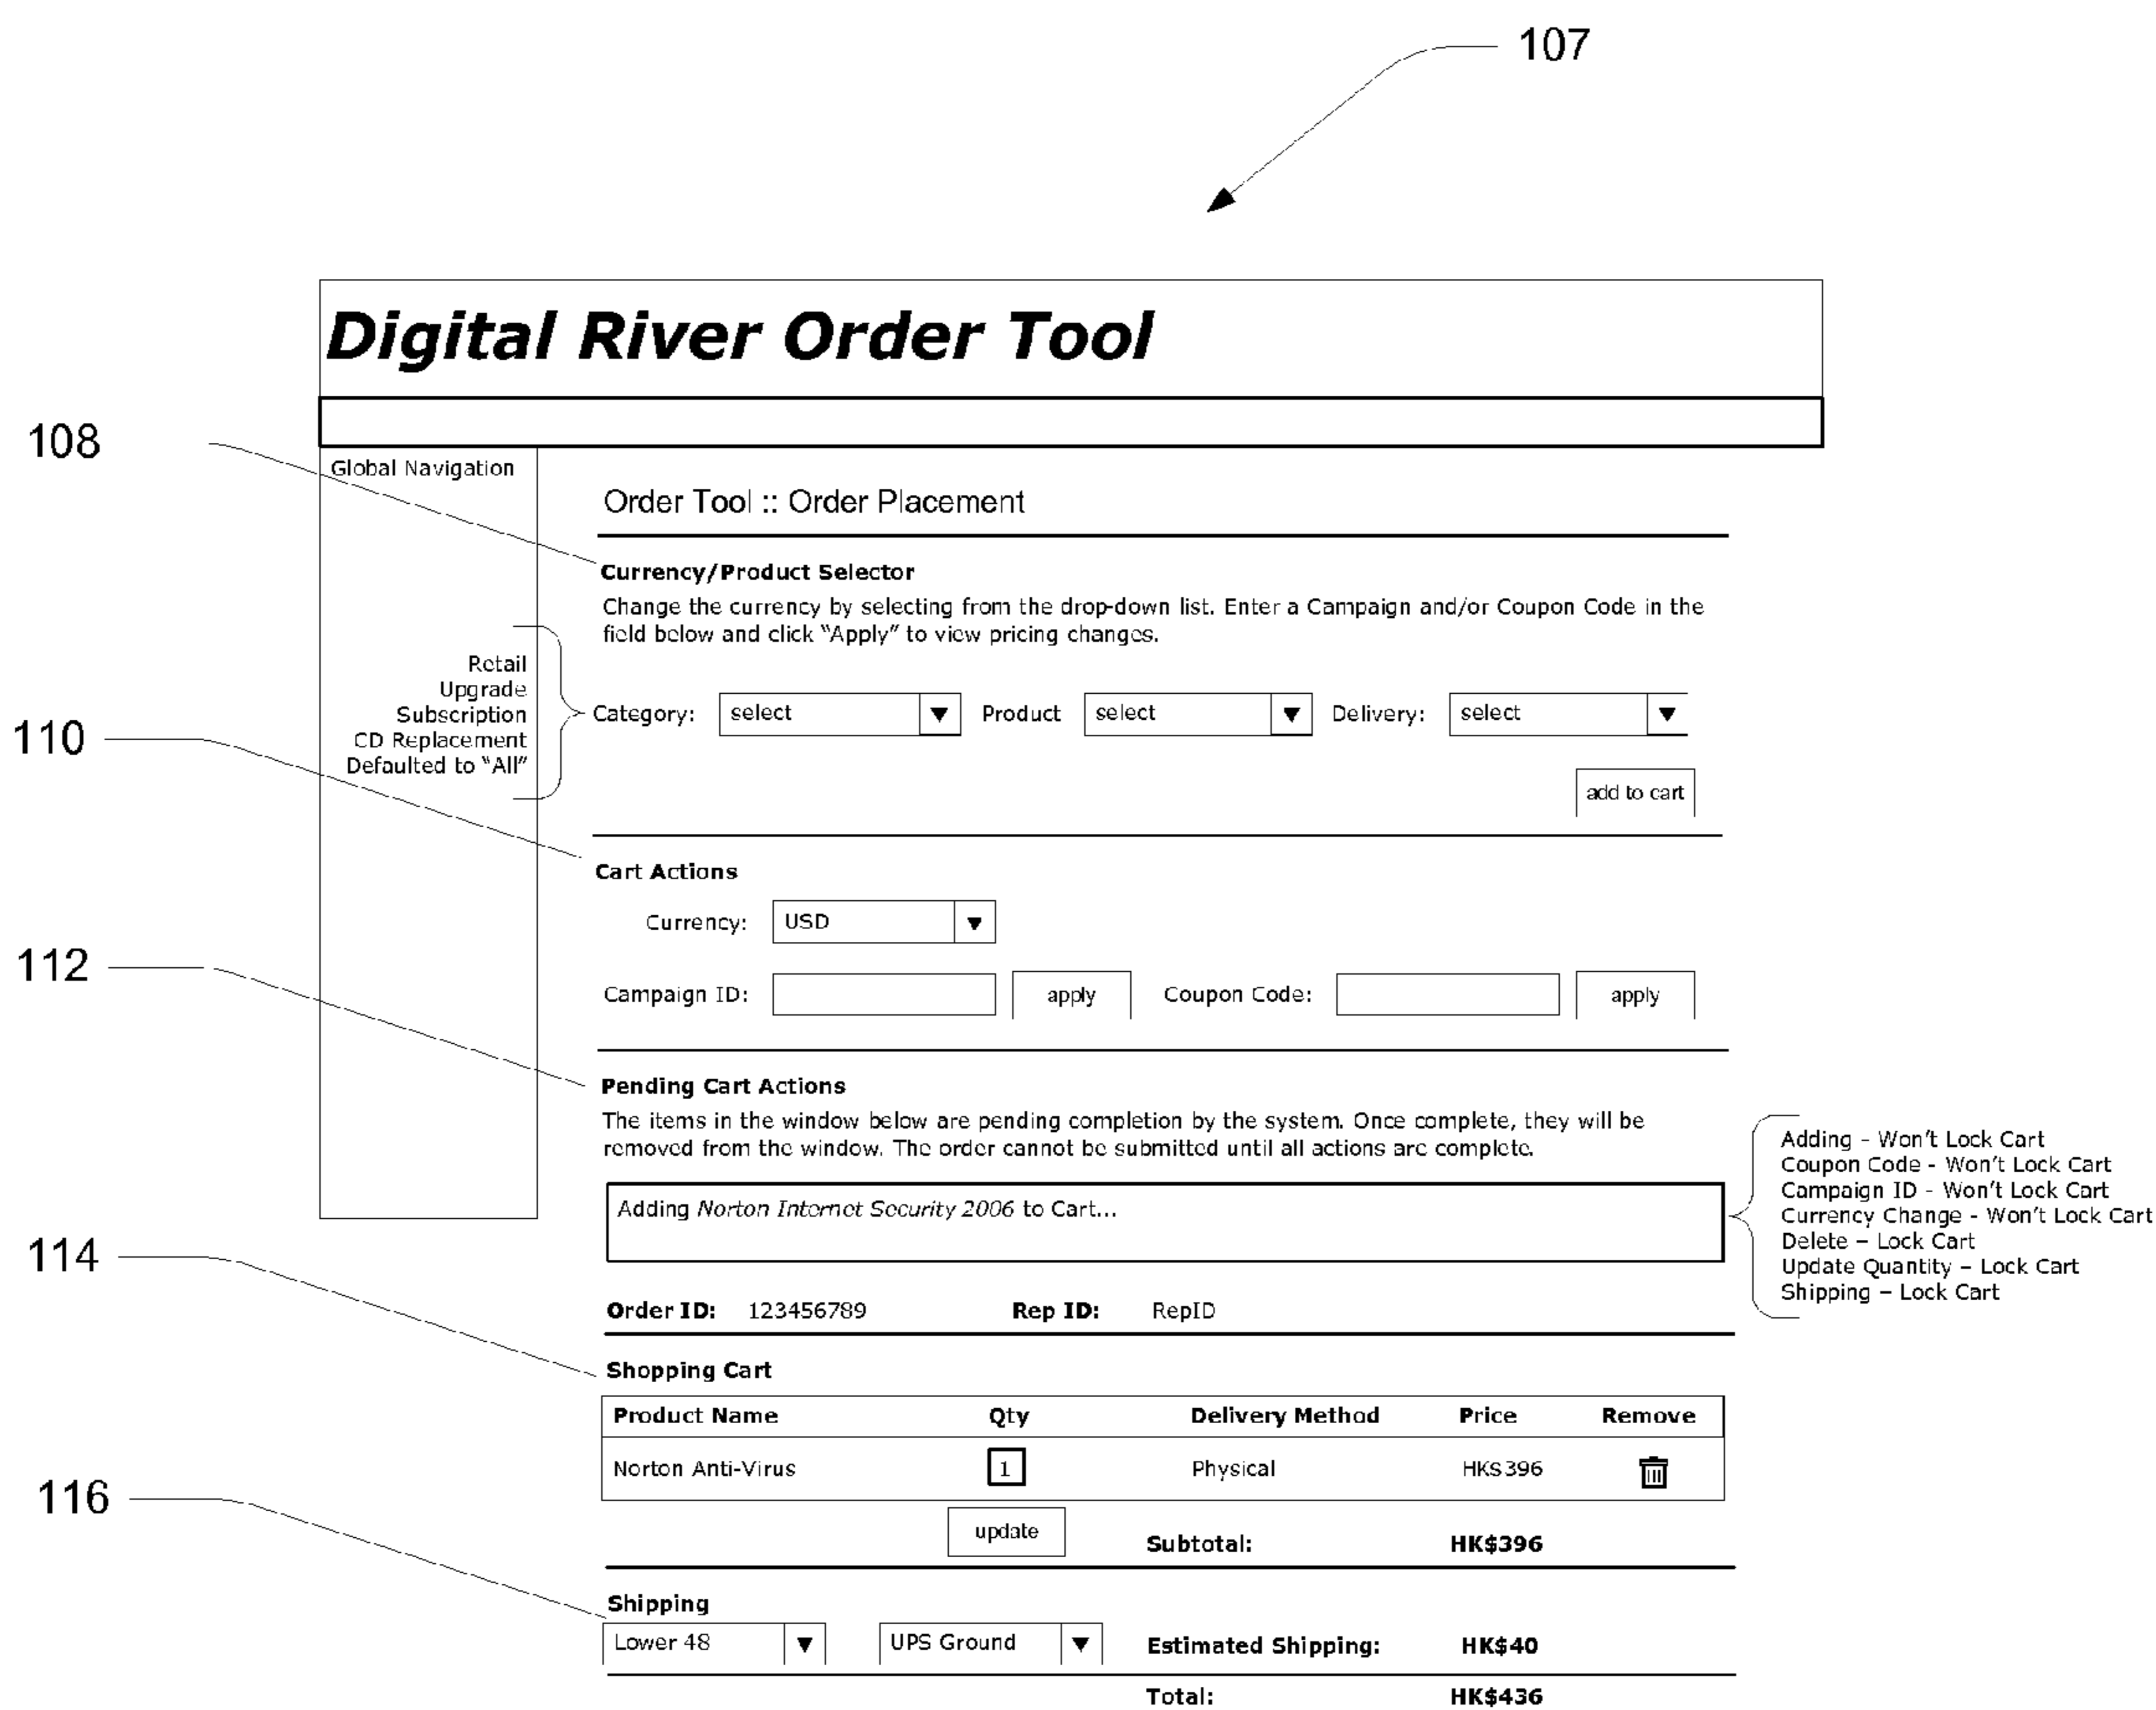 107
Digital River Order Tool
108
Global Navigation
Order Tool :: Order Placement
Currency/Product Selector
Change the currency by selecting from the drop-down list. Enter a Campaign and/or Coupon Code in the
field below and click “Apply” to view pricing changes.
Retail
Upgrade
Subscription
CD Replacement
Defaulted to “All”
110
Category: select Product select Delivery: select
add to cart
Cart Actions
Currency: USD
112
Campaign ID: apply Coupon Code: apply
Pending Cart Actions
The items in the window below are pending completion by the system. Once complete, they will be
removed from the window. The order cannot be submitted until all actions are complete.
Adding Norton Internet Security 2006 to Cart...
Adding - Won’t Lock Cart
Coupon Code - Won’t Lock Cart
Campaign ID - Won’t Lock Cart
Currency Change - Won’t Lock Cart
Delete – Lock Cart
Update Quantity – Lock Cart
Shipping – Lock Cart
114
Order ID: 123456789 Rep ID: RepID
Shopping Cart
Product Name Qty Delivery Method Price Remove
Norton Anti-Virus 1 Physical HK$396
116
update Subtotal: HK$396
Shipping
Lower 48 UPS Ground Estimated Shipping: HK$40
Total: HK$436